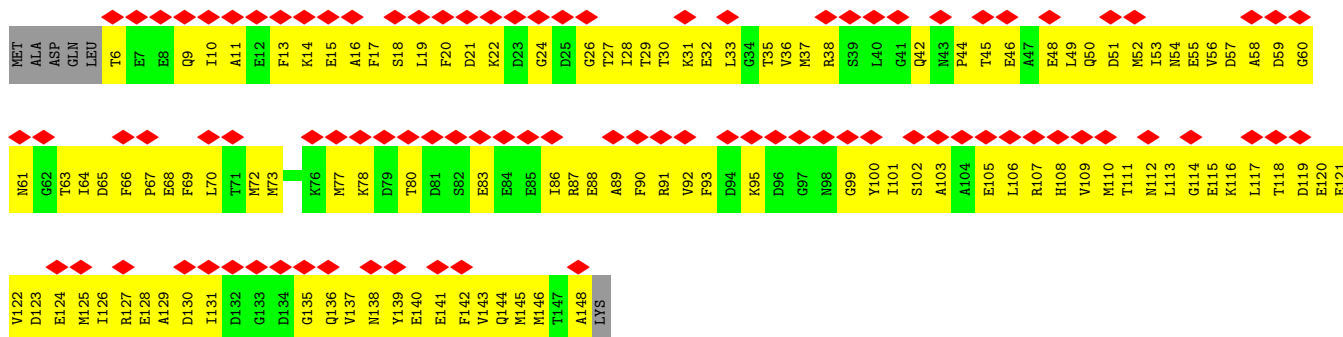 MET ALA ASP GLN LEU T6 E7 E8 Q9 I10 A11 E12 F13 K14 E15 A16 F17 S18 L19 F20 D21 K22 D23 G24 D25 G26 T27 I28 T29 T30 K31 E32 L33 G34 T35 V36 M37 R38 S39 L40 G41 Q42 N43 P44 T45 E46 A47 E48 L49 Q50 D51 M52 I53 N54 E55 V56 D57 A58 D59 G60
N61 G62 T63 I64 D65 F66 P67 E68 F69 L70 T71 M72 M73 K76 M77 K78 D79 T80 D81 S82 E83 E84 E85 I86 R87 E88 A89 F90 R91 V92 F93 D94 K95 D96 G97 N98 G99 Y100 I101 S102 A103 A104 E105 L106 R107 H108 V109 M110 T111 N112 L113 G114 E115 K116 L117 T118 D119 E120 E121
V122 D123 E124 M125 I126 R127 E128 A129 D130 I131 D132 G133 D134 G135 Q136 V137 N138 Y139 E140 E141 F142 V143 Q144 M145 M146 T147 A148 LYS